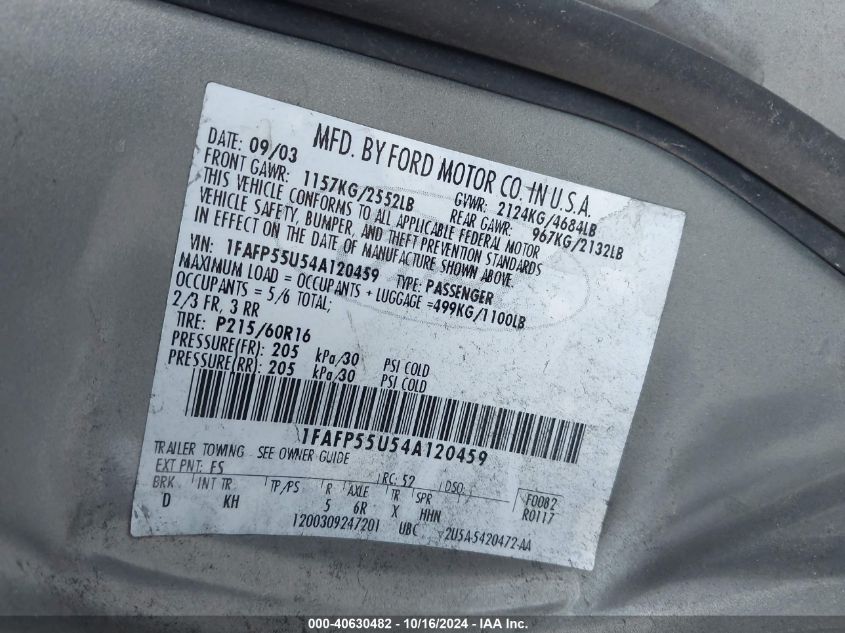 MFD. BY FORD MOTOR CO. IN U.S.A.
DATE: 09/03 GVWR: 2124KG/4684LB
FRONT GAWR: 1157KG/2552LB REAR GAWR: 967KG/2132LB
THIS VEHICLE CONFORMS TO ALL APPLICABLE FEDERAL MOTOR
VEHICLE SAFETY, BUMPER, AND THEFT PREVENTION STANDARDS
IN EFFECT ON THE DATE OF MANUFACTURE SHOWN ABOVE.
VIN: 1FAFP55U54A120459 TYPE: PASSENGER
MAXIMUM LOAD = OCCUPANTS + LUGGAGE =499KG/1100LB
OCCUPANTS = 5/6 TOTAL;
2/3 FR, 3 RR
TIRE: P215/60R16
PRESSURE(FR): 205 kPa/30 PSI COLD
PRESSURE(RR): 205 kPa/30 PSI COLD
1FAFP55U54A120459
TRAILER TOWING - SEE OWNER GUIDE
EXT PNT: FS RC: 52 DSO: F0082
BRK INT TR TP/PS R AXLE TR SPR R0117
D KH 5 6R X HHN
1200309247201 UBC 2U5A-5420472-AA
000-40630482 - 10/16/2024 - IAA Inc.